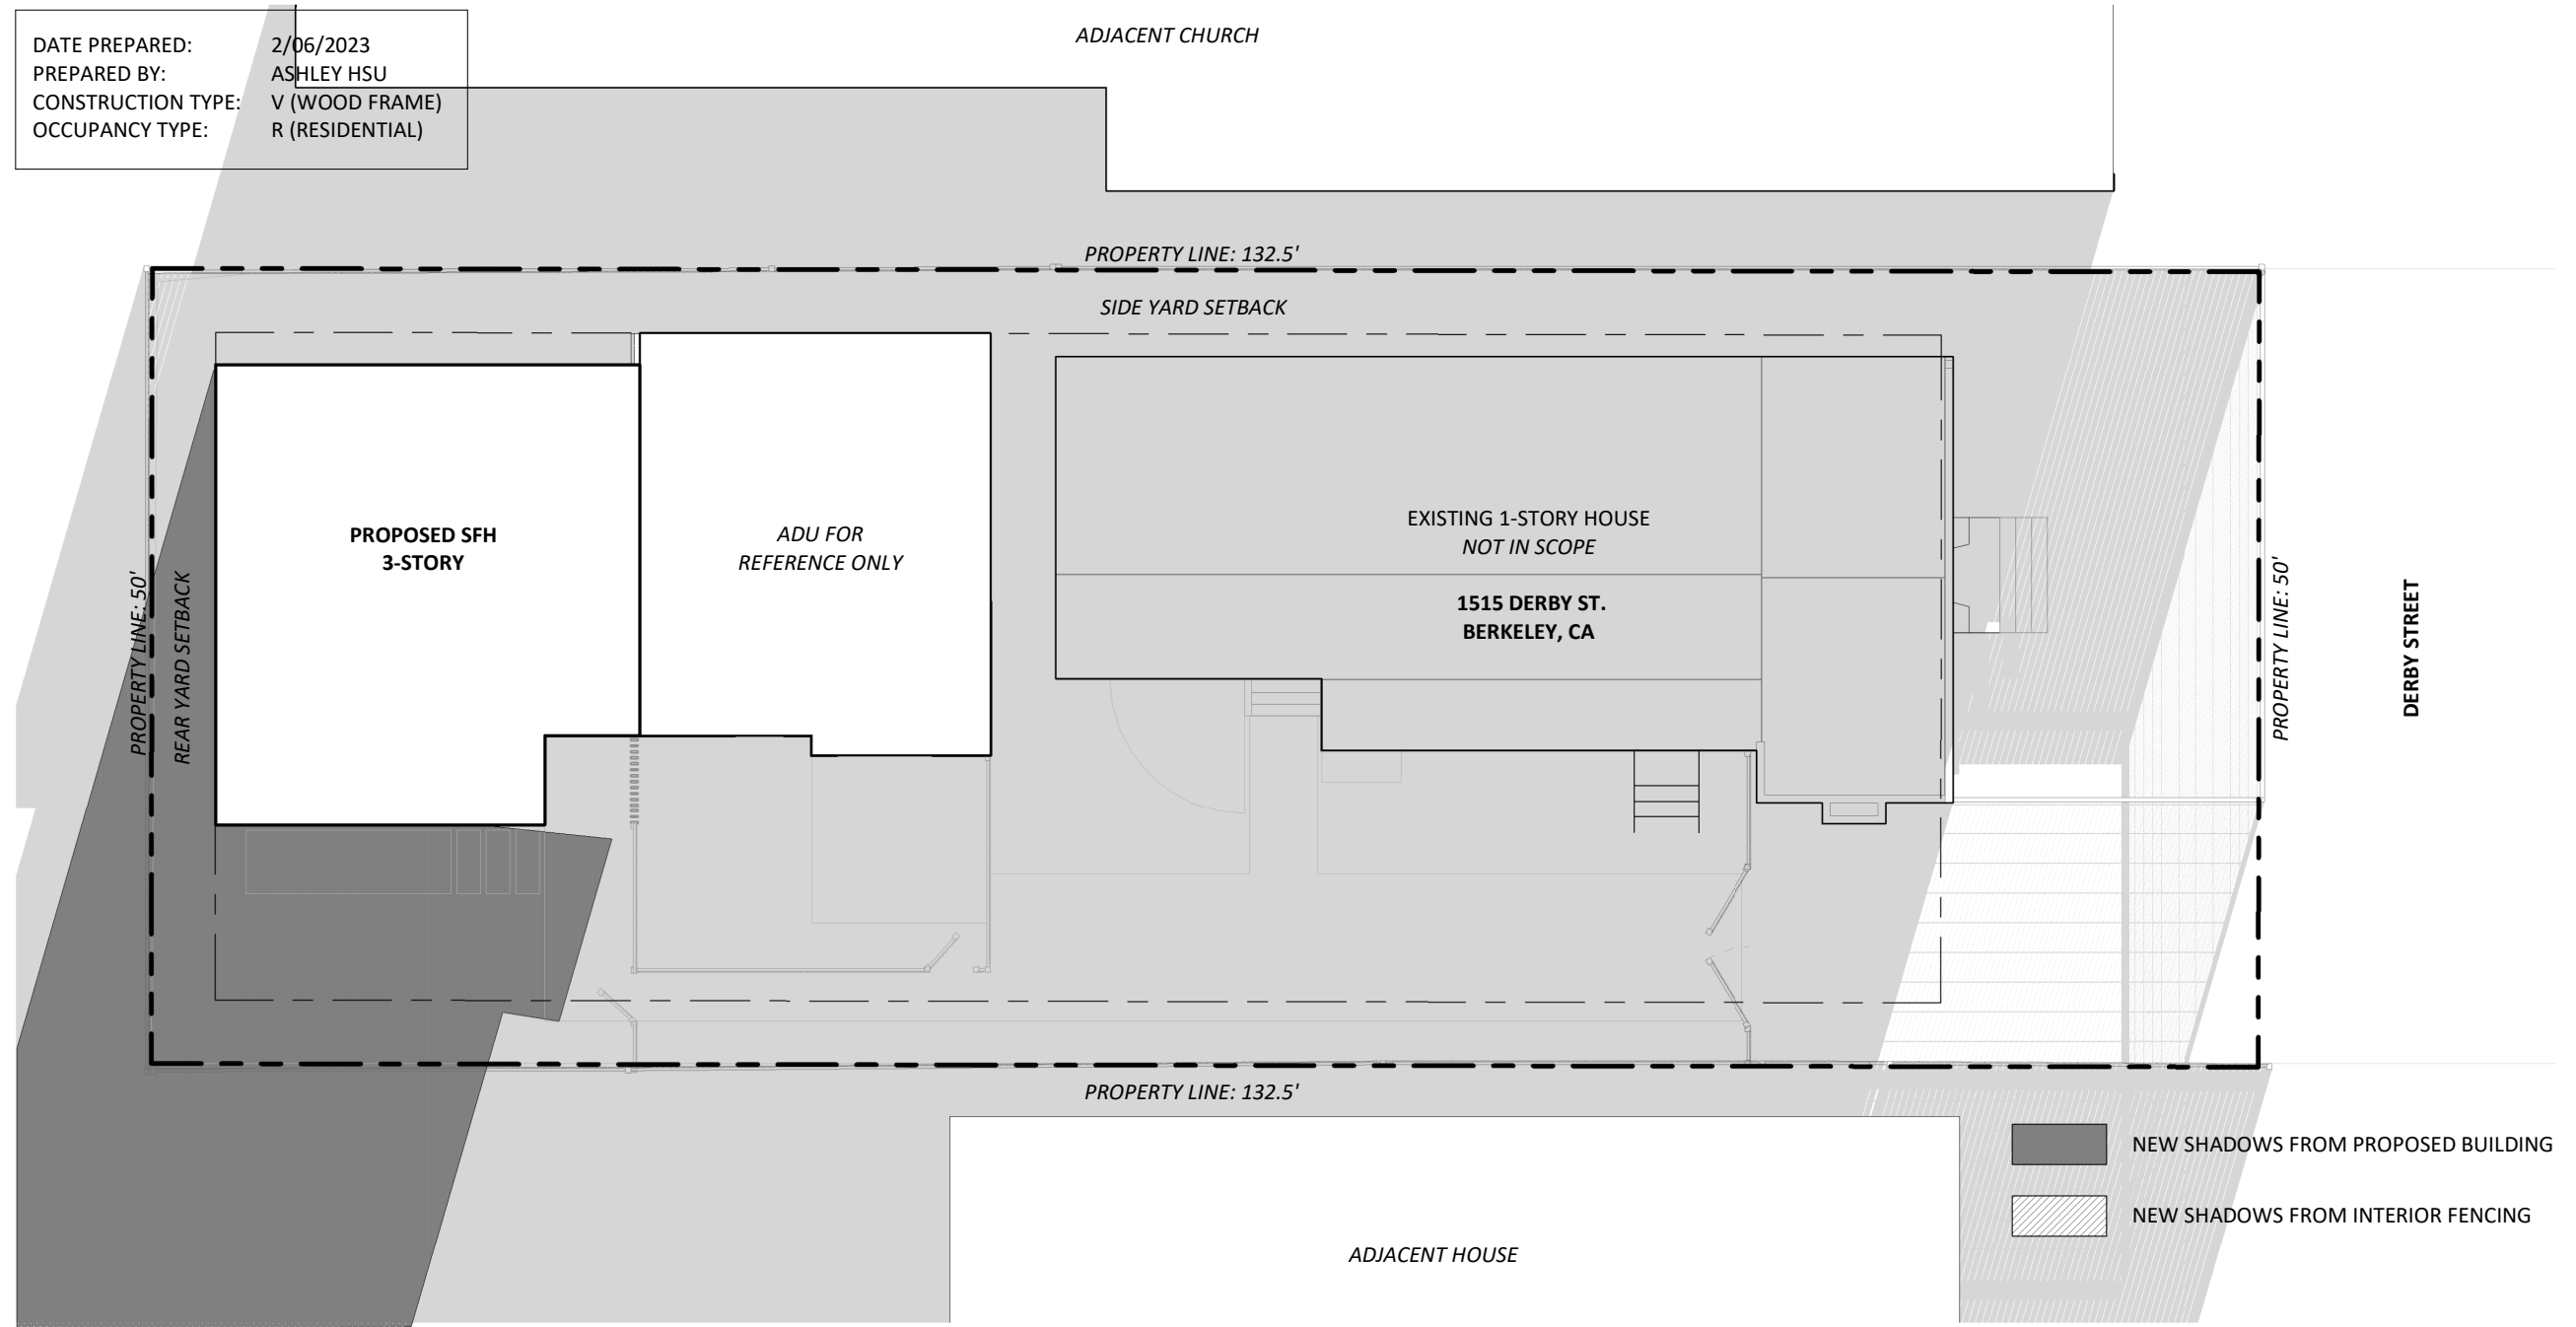 DATE PREPARED: 2/06/2023
PREPARED BY: ASHLEY HSU
CONSTRUCTION TYPE: V (WOOD FRAME)
OCCUPANCY TYPE: R (RESIDENTIAL)
ADJACENT CHURCH
PROPERTY LINE: 132.5'
SIDE YARD SETBACK
PROPERTY LINE: 50'
REAR YARD SETBACK
PROPOSED SFH
3-STORY
ADU FOR
REFERENCE ONLY
EXISTING 1-STORY HOUSE
NOT IN SCOPE
1515 DERBY ST.
BERKELEY, CA
PROPERTY LINE: 50'
DERBY STREET
PROPERTY LINE: 132.5'
ADJACENT HOUSE
NEW SHADOWS FROM PROPOSED BUILDING
NEW SHADOWS FROM INTERIOR FENCING